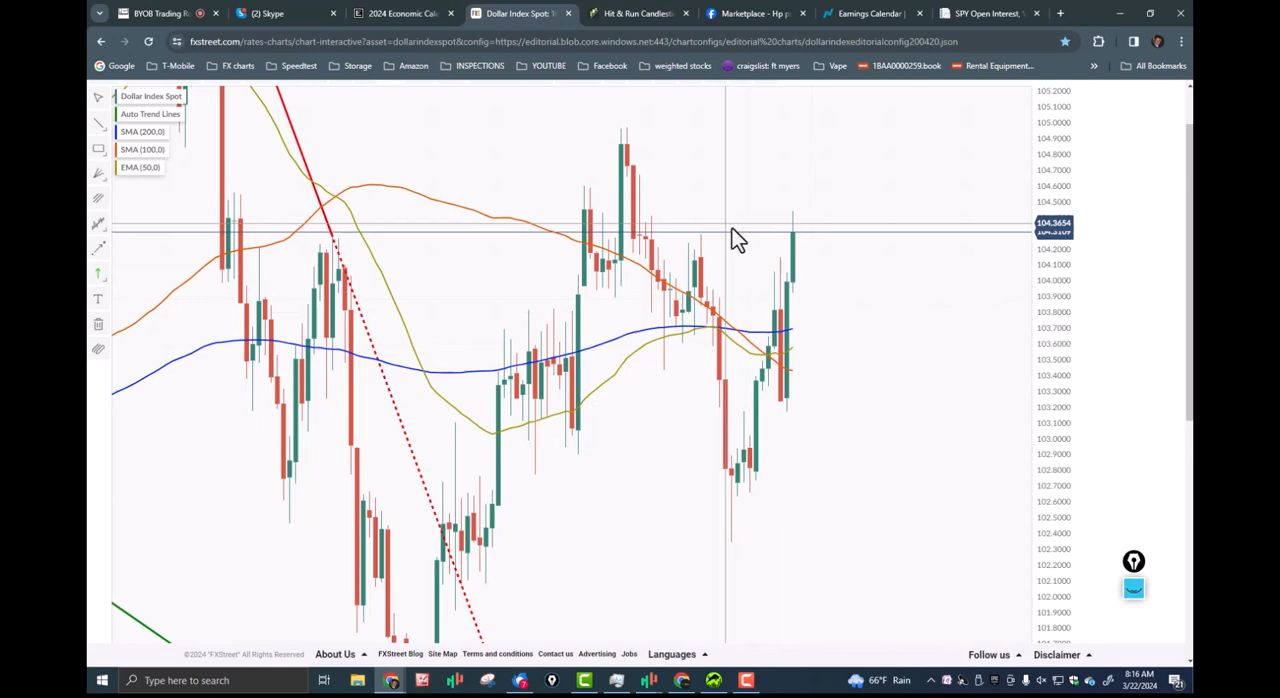 BYOB Trading R
(2) Skype
2024 Economic Cal
Dollar Index Spot: T
Hit & Run Candlest
Marketplace - Hp p
Earnings Calendar |
SPY Open Interest, V
fxstreet.com/rates-charts/chart-interactive?asset=dollarindexspot&config=https://editorial.blob.core.windows.net:443/chartconfigs/editorial%20charts/dollarindexeditorialconfig200420.json
Google
T-Mobile
FX charts
Speedtest
Storage
Amazon
INSPECTIONS
YOUTUBE
Facebook
weighted stocks
craigslist: ft myers
Vape
1BAA0000259.book
Rental Equipment...
»
All Bookmarks
Dollar Index Spot
Auto Trend Lines
SMA (200,0)
SMA (100,0)
EMA (50,0)
T
105.2000
105.1000
105.0000
104.9000
104.8000
104.7000
104.6000
104.5000
104.3654
104.2000
104.1000
104.0000
103.9000
103.8000
103.7000
103.6000
103.5000
103.4000
103.3000
103.2000
103.1000
103.0000
102.9000
102.8000
102.7000
102.6000
102.5000
102.4000
102.3000
102.2000
102.1000
102.0000
101.9000
101.8000
©2024 "FXStreet" All Rights Reserved
About Us
FXStreet Blog
Site Map
Terms and conditions
Contact us
Advertising
Jobs
Languages
Follow us
Disclaimer
Type here to search
66°F Rain
8:16 AM
3/22/2024
21